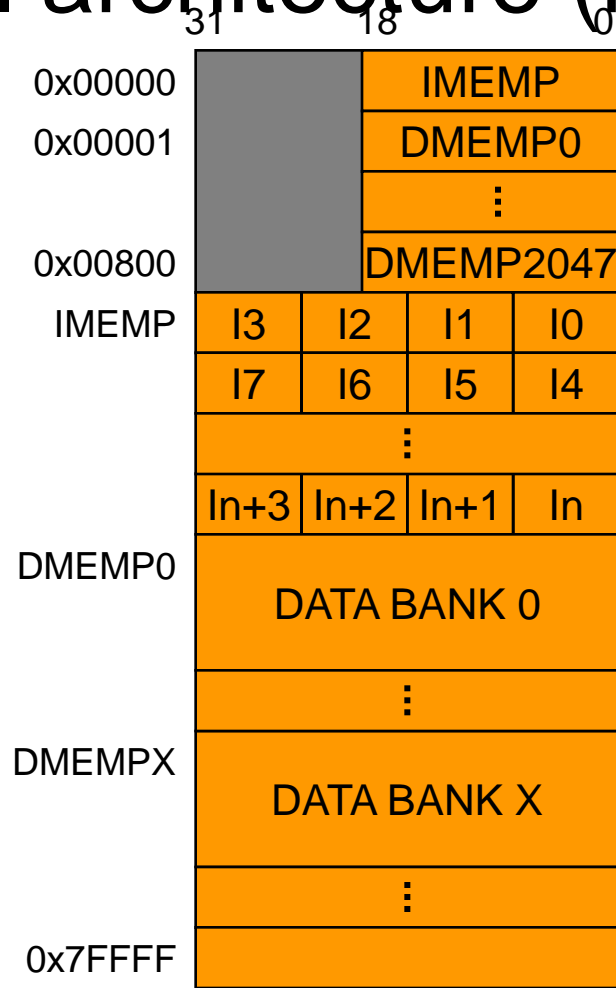 architecture (
31 18 0
0x00000 IMEMP
0x00001 DMEMP0
⋮
0x00800 DMEMP2047
IMEMP I3 I2 I1 I0
I7 I6 I5 I4
⋮
In+3 In+2 In+1 In
DMEMP0
DATA BANK 0
⋮
DMEMPX
DATA BANK X
⋮
0x7FFFF